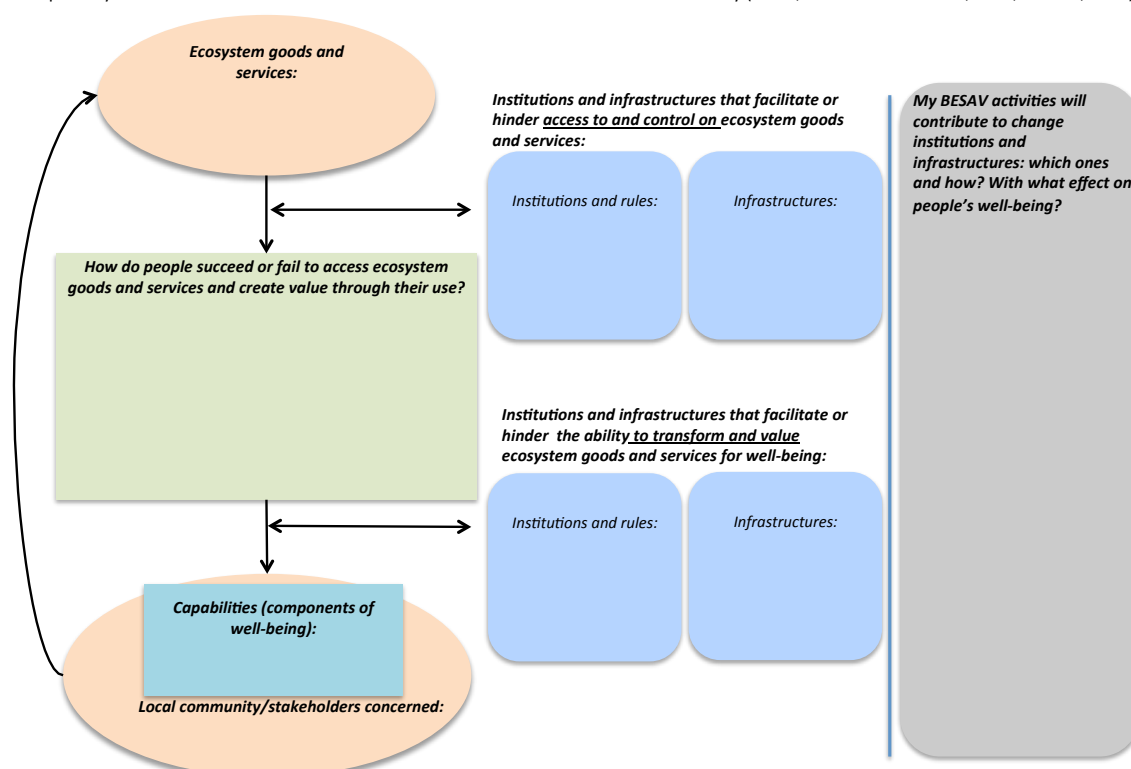 Ecosystem goods and
services:
Institutions and infrastructures that facilitate or
hinder access to and control on ecosystem goods
and services:
Institutions and rules:
Infrastructures:
How do people succeed or fail to access ecosystem
goods and services and create value through their use?
Institutions and infrastructures that facilitate or
hinder the ability to transform and value
ecosystem goods and services for well-being:
Institutions and rules:
Infrastructures:
Capabilities (components of
well-being):
Local community/stakeholders concerned:
My BESAV activities will
contribute to change
institutions and
infrastructures: which ones
and how? With what effect on
people's well-being?